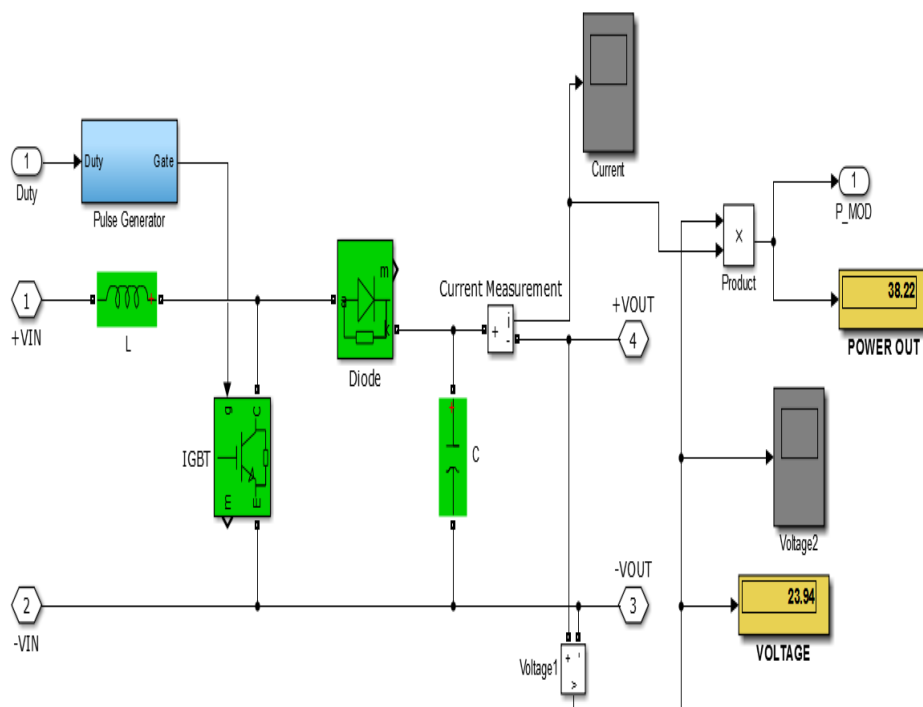 Current
1
Duty
Duty
Gate
Pulse Generator
1
P_MOD
×
Product
1
+VIN
L
m
a
k
Diode
Current Measurement
+
i
-
+VOUT
4
38.22
POWER OUT
IGBT
g
C
m
E
+
C
Voltage2
2
-VIN
-VOUT
3
23.94
VOLTAGE
Voltage1
+
-
v